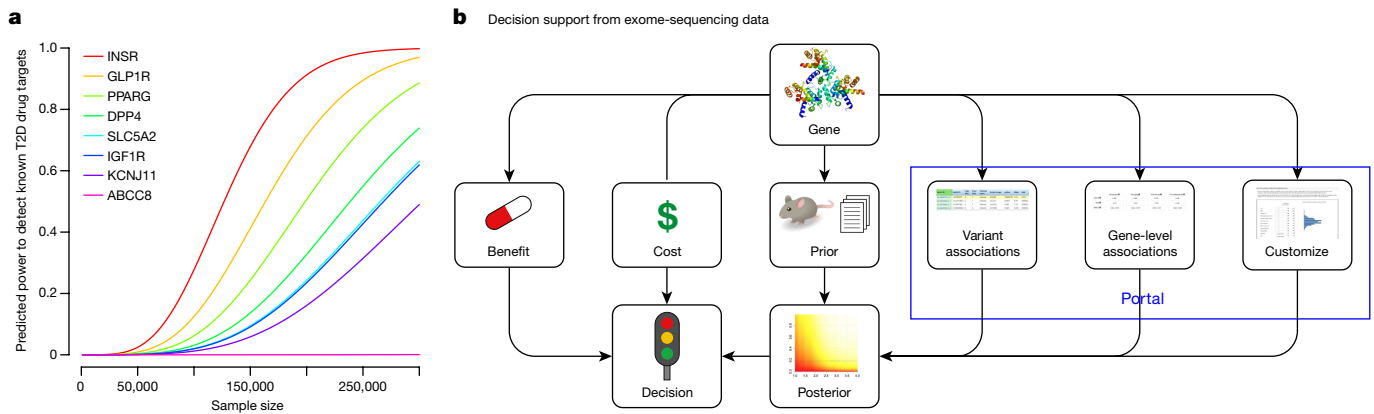 a
Predicted power to detect known T2D drug targets
1.0
0.8
0.6
0.4
0.2
0
INSR
GLP1R
PPARG
DPP4
SLC5A2
IGF1R
KCNJ11
ABCC8
0
50,000
150,000
250,000
Sample size
b
Decision support from exome-sequencing data
Gene
Benefit
$
Cost
Prior
Variant
associations
Gene-level
associations
Customize
Portal
Decision
Posterior